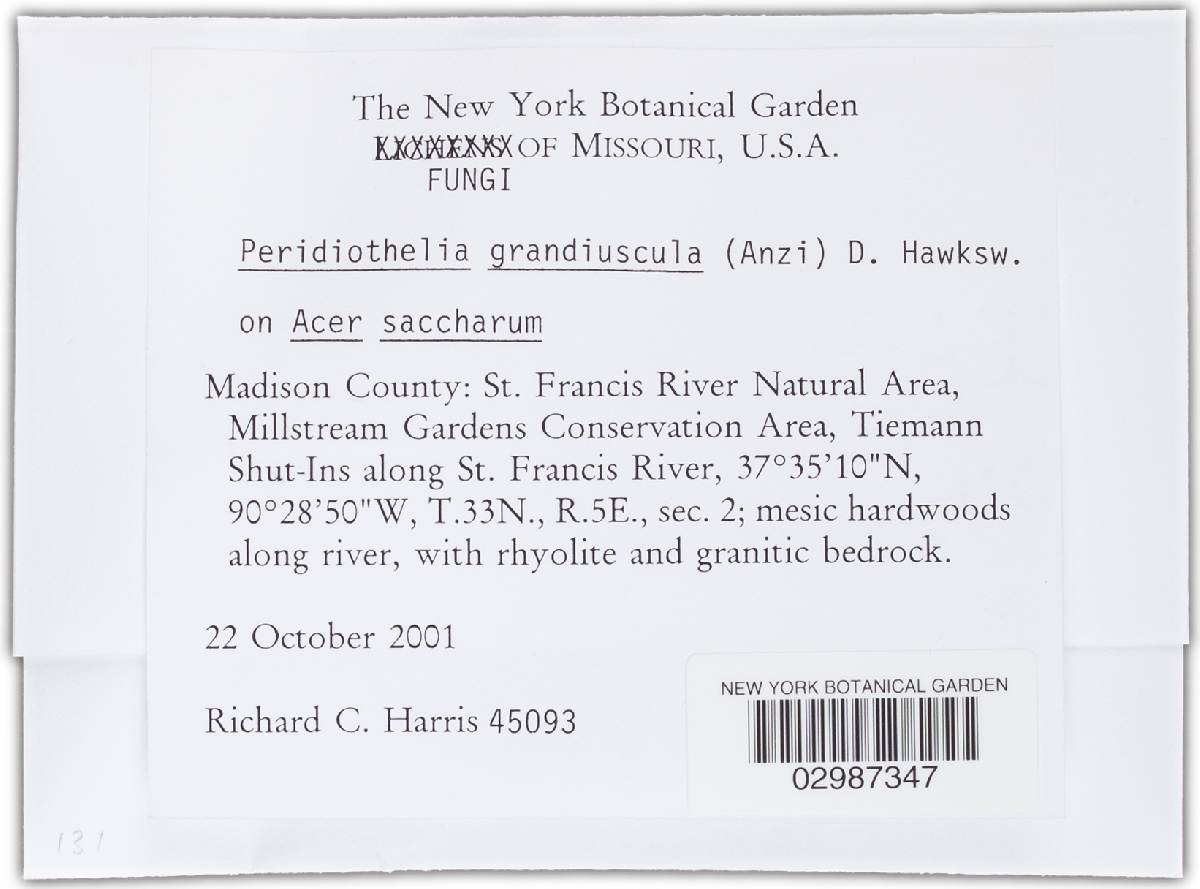 The New York Botanical Garden
LICHENS OF MISSOURI, U.S.A.
FUNGI
Peridiothelia grandiuscula (Anzi) D. Hawksw.
on Acer saccharum
Madison County: St. Francis River Natural Area,
Millstream Gardens Conservation Area, Tiemann
Shut-Ins along St. Francis River, 37°35'10"N,
90°28'50"W, T.33N., R.5E., sec. 2; mesic hardwoods
along river, with rhyolite and granitic bedrock.
22 October 2001
Richard C. Harris 45093
NEW YORK BOTANICAL GARDEN
02987347
131